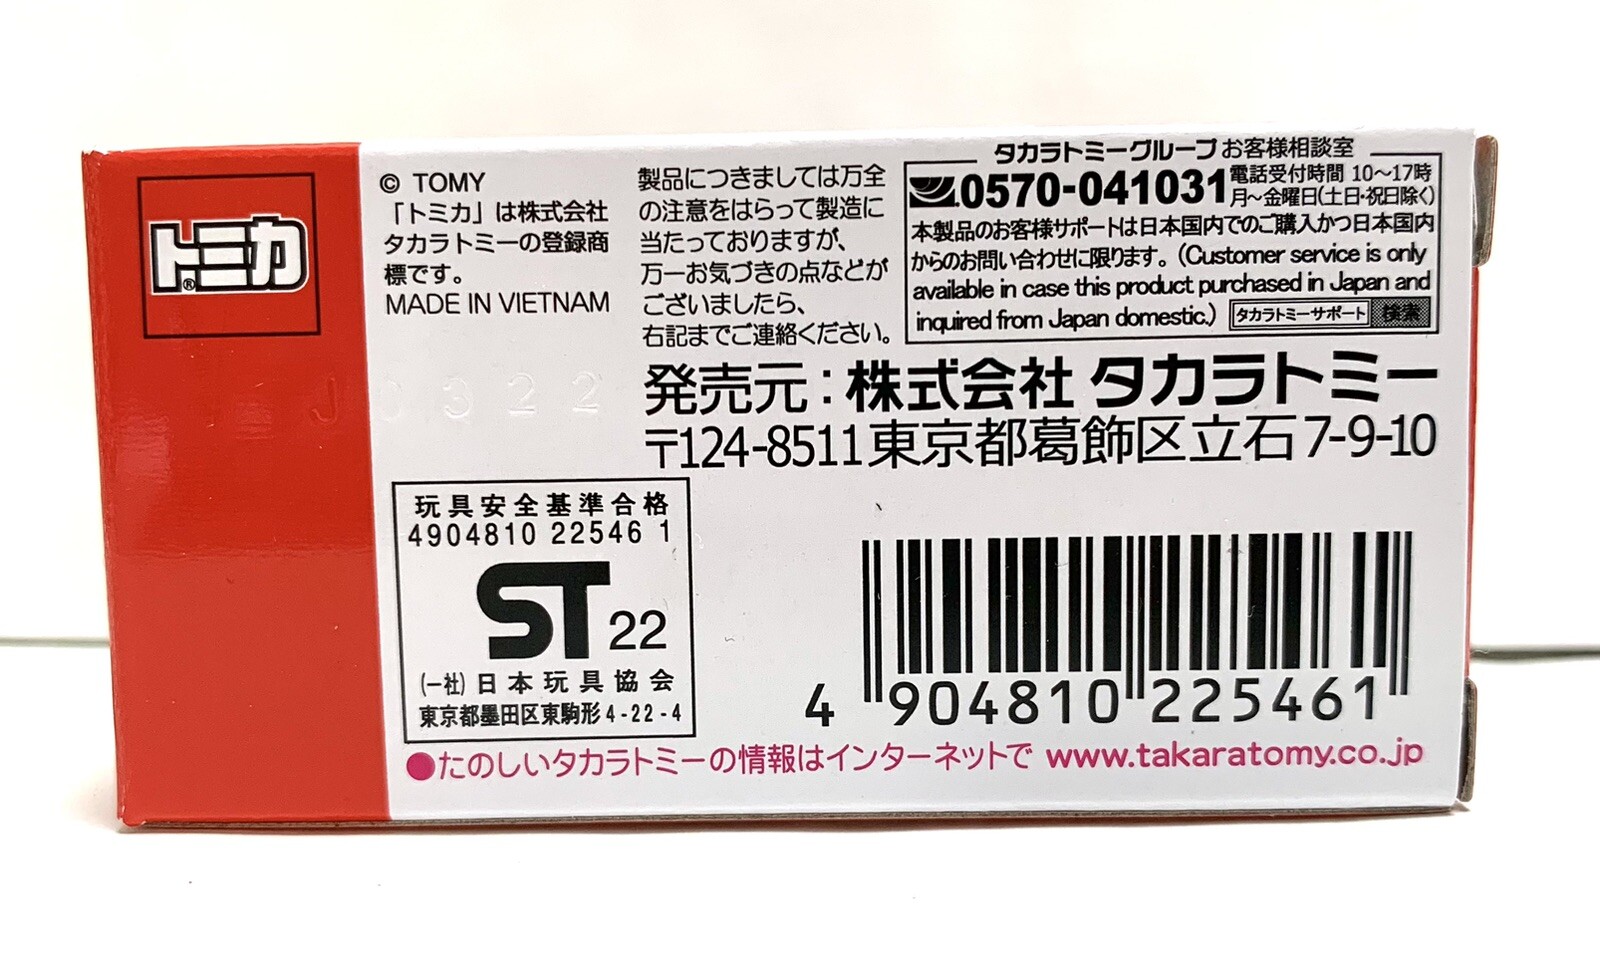 トミカ®
© TOMY
「トミカ」は株式会社
タカラトミーの登録商
標です。
MADE IN VIETNAM
製品につきましては万全
の注意をはらって製造に
当たっておりますが、
万一お気づきの点などが
ございましたら、
右記までご連絡ください。
タカラトミーグループお客様相談室
0570-041031
電話受付時間 10～17時
月～金曜日(土日・祝日除く)
本製品のお客様サポートは日本国内でのご購入かつ日本国内
からのお問い合わせに限ります。(Customer service is only
available in case this product purchased in Japan and
inquired from Japan domestic.)
タカラトミーサポート 検索
J0322
発売元：株式会社 タカラトミー
〒124-8511東京都葛飾区立石7-9-10
玩具安全基準合格
4904810 22546 1
ST 22
(一社)日本玩具協会
東京都墨田区東駒形4-22-4
4 904810 225461
●たのしいタカラトミーの情報はインターネットで www.takaratomy.co.jp